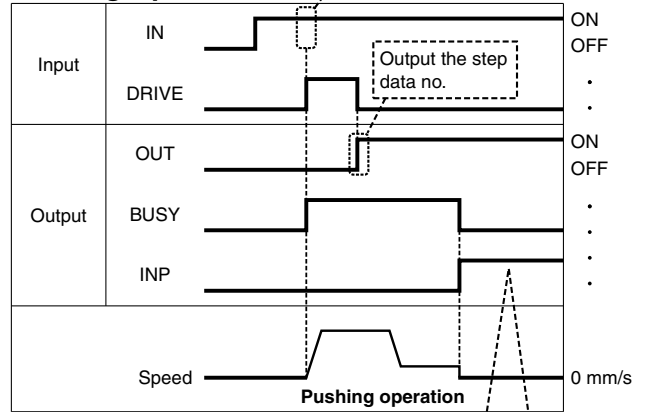 IN
ON
OFF
Input
Output the step
data no.
DRIVE
OUT
ON
OFF
Output
BUSY
INP
Speed
0 mm/s
Pushing operation